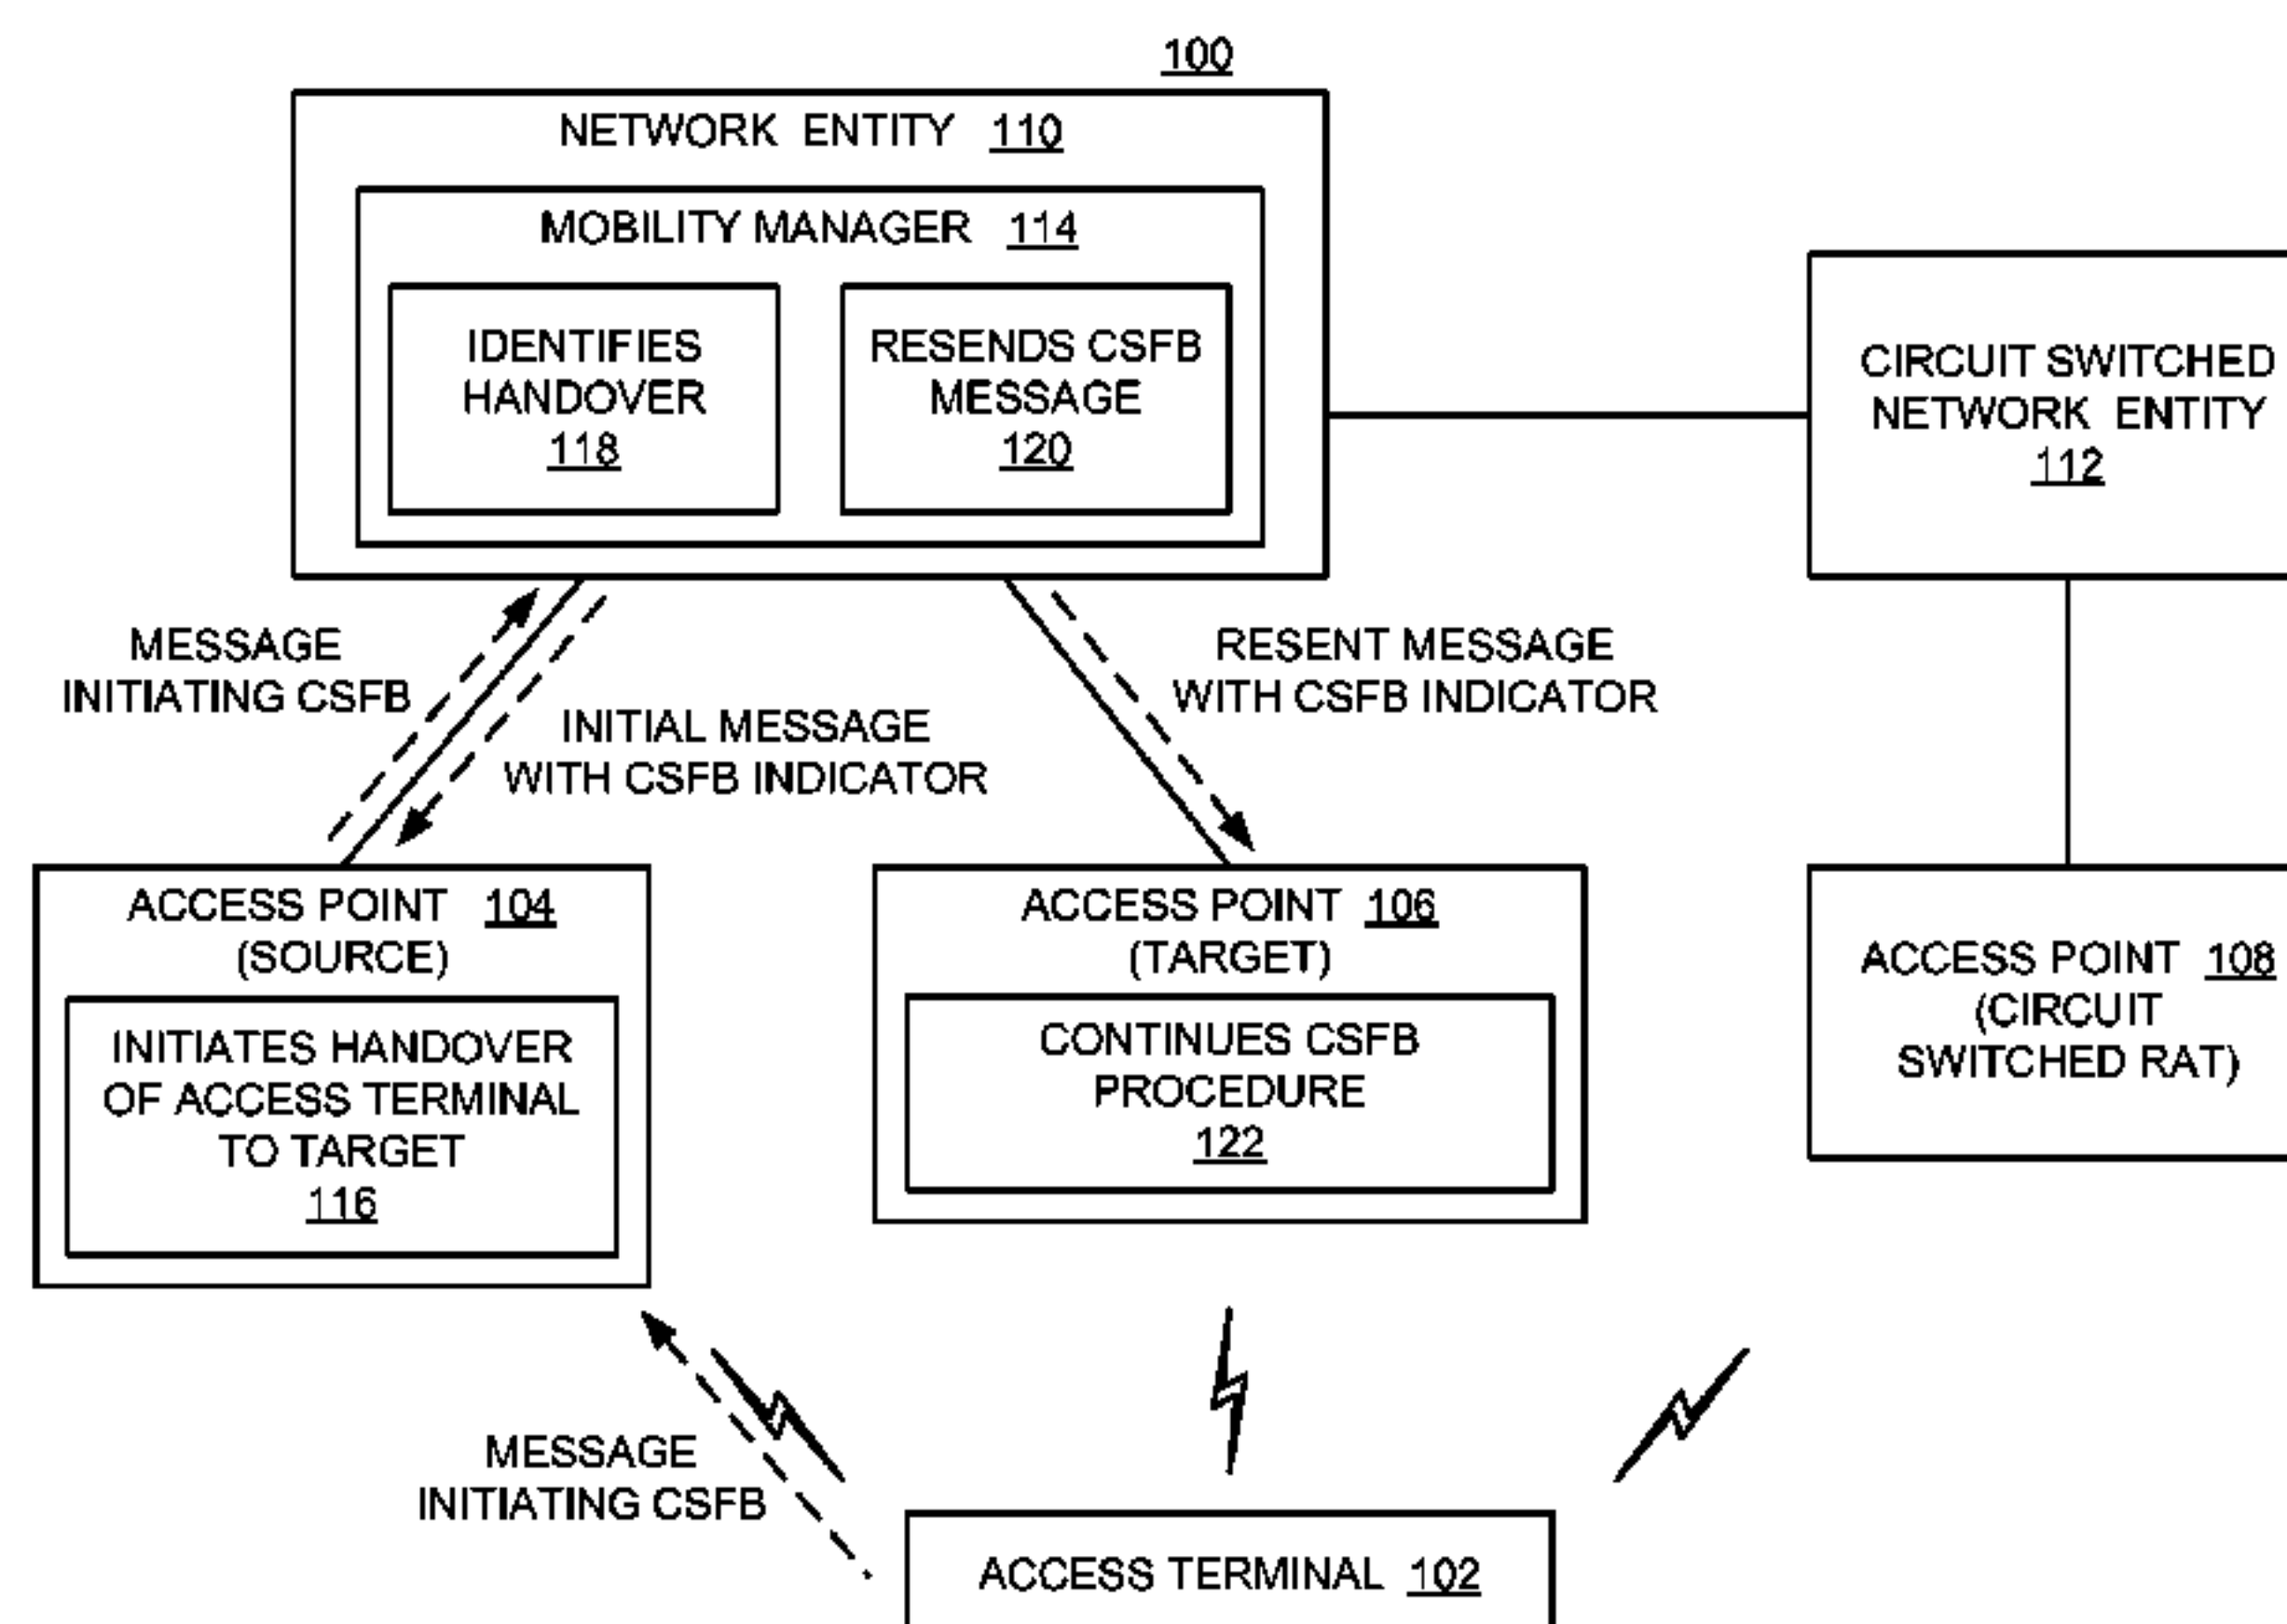 100
NETWORK ENTITY 110
MOBILITY MANAGER 114
IDENTIFIES
HANDOVER
118
RESENDS CSFB
MESSAGE
120
CIRCUIT SWITCHED
NETWORK ENTITY
112
MESSAGE
INITIATING CSFB
INITIAL MESSAGE
WITH CSFB INDICATOR
RESENT MESSAGE
WITH CSFB INDICATOR
ACCESS POINT 104
(SOURCE)
INITIATES HANDOVER
OF ACCESS TERMINAL
TO TARGET
116
ACCESS POINT 106
(TARGET)
CONTINUES CSFB
PROCEDURE
122
ACCESS POINT 108
(CIRCUIT
SWITCHED RAT)
MESSAGE
INITIATING CSFB
ACCESS TERMINAL 102